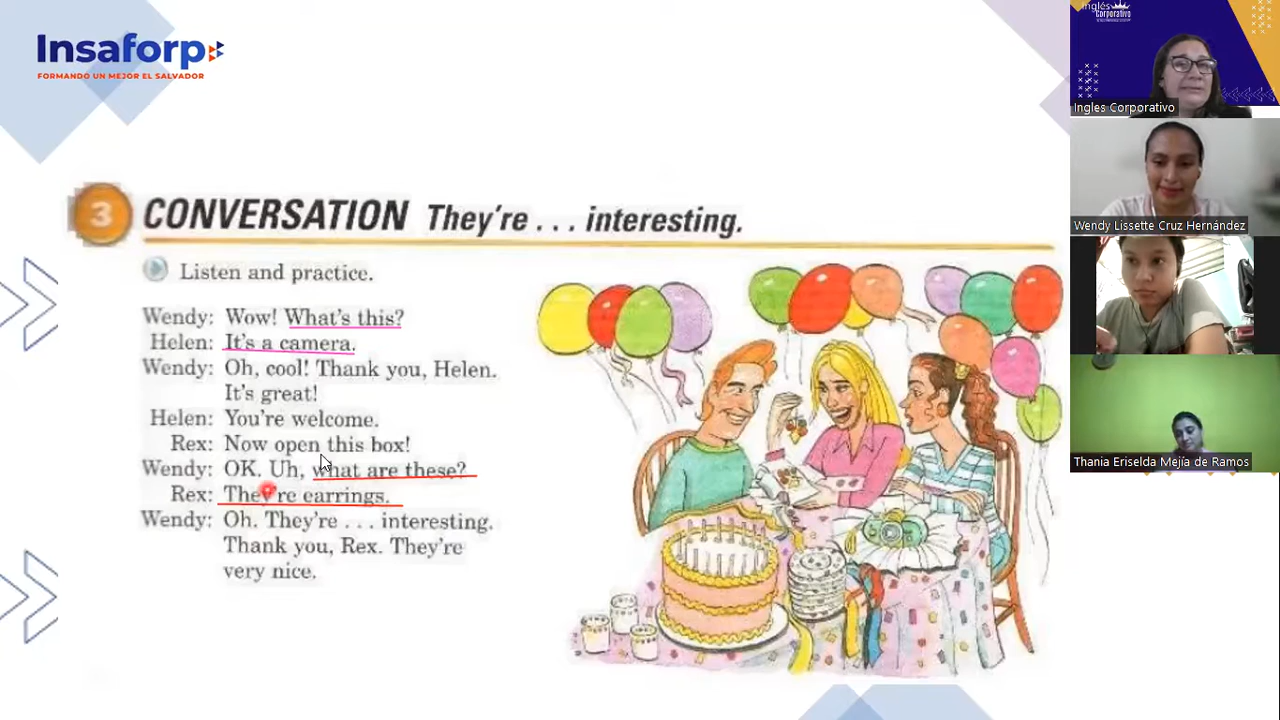 Insaforp
FORMANDO UN MEJOR EL SALVADOR
3 CONVERSATION They're . . . interesting.
Listen and practice.
Wendy: Wow! What's this?
Helen: It's a camera.
Wendy: Oh, cool! Thank you, Helen.
It's great!
Helen: You're welcome.
Rex: Now open this box!
Wendy: OK. Uh, what are these?
Rex: They're earrings.
Wendy: Oh. They're . . . interesting.
Thank you, Rex. They're
very nice.
Inglés
Corporativo
Ingles Corporativo
Wendy Lissette Cruz Hernández
Thania Eriselda Mejía de Ramos